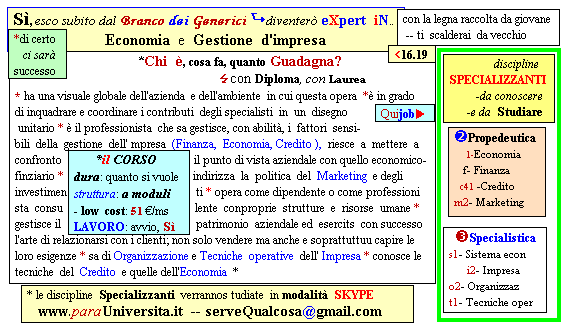 Sì, esco subito dal Branco dei Generici diventerò eXpert iN..
Economia e Gestione d'impresa
con la legna raccolta da giovane
-- ti scalderai da vecchio
*di certo
ci sarà
successo
<16.19
*Chi è, cosa fa, quanto Guadagna?
con Diploma, con Laurea
* ha una visuale globale dell'azienda e dell'ambiente in cui questa opera *è in grado
di inquadrare e coordinare i contributi degli specialisti in un disegno
Quijob
unitario * è il professionista che sa gestisce, con abilità, i fattori sensi-
bili della gestione dell' mpresa (Finanza, Economia, Credito ), riesce a mettere a
confronto il punto di vista aziendale con quello economico-
finziario * indirizza la politica del Marketing e degli
investimen ti * opera come dipendente o come professioni
sta consu lente conproprie strutture e risorse umane *
gestisce il patrimonio aziendale ed esercits con successo
l'arte di relazionarsi con i clienti; non solo vendere ma anche e soprattuttuu capire le
loro esigenze * sa di Organizzazione e Tecniche operative dell' Impresa * conosce le
tecniche del Credito e quelle dell'Economia *
*il CORSO
dura: quanto si vuole
struttura: a moduli
- low cost: 51 €/ms
LAVORO: avvio, Sì
discipline
SPECIALIZZANTI
-da conoscere
-e da Studiare
2Propedeutica
1-Economia
f- Finanza
c41 -Credito
m2- Marketing
3Specialistica
s1- Sistema econ
i2- Impresa
o2- Organizzaz
t1- Tecniche oper
* le discipline Specializzanti verranno tudiate in modalità SKYPE
www.paraUniversita.it -- serveQualcosa@gmail.com